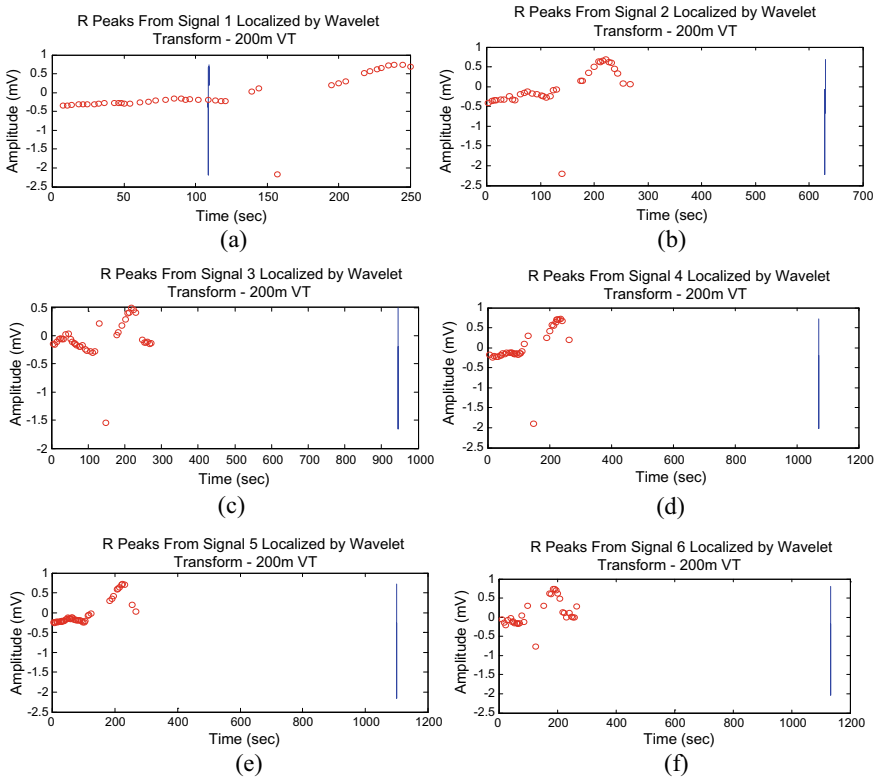 R Peaks From Signal 1 Localized by Wavelet
Transform - 200m VT
Amplitude (mV)
1
0.5
0
-0.5
-1
-1.5
-2
-2.5
0 50 100 150 200 250
Time (sec)
(a)
R Peaks From Signal 2 Localized by Wavelet
Transform - 200m VT
Amplitude (mV)
1
0.5
0
-0.5
-1
-1.5
-2
-2.5
0 100 200 300 400 500 600 700
Time (sec)
(b)
R Peaks From Signal 3 Localized by Wavelet
Transform - 200m VT
Amplitude (mV)
0.5
0
-0.5
-1
-1.5
-2
0 100 200 300 400 500 600 700 800 900 1000
Time (sec)
(c)
R Peaks From Signal 4 Localized by Wavelet
Transform - 200m VT
Amplitude (mV)
1
0.5
0
-0.5
-1
-1.5
-2
-2.5
0 200 400 600 800 1000 1200
Time (sec)
(d)
R Peaks From Signal 5 Localized by Wavelet
Transform - 200m VT
Amplitude (mV)
1
0.5
0
-0.5
-1
-1.5
-2
-2.5
0 200 400 600 800 1000 1200
Time (sec)
(e)
R Peaks From Signal 6 Localized by Wavelet
Transform - 200m VT
Amplitude (mV)
1
0.5
0
-0.5
-1
-1.5
-2
-2.5
0 200 400 600 800 1000 1200
Time (sec)
(f)